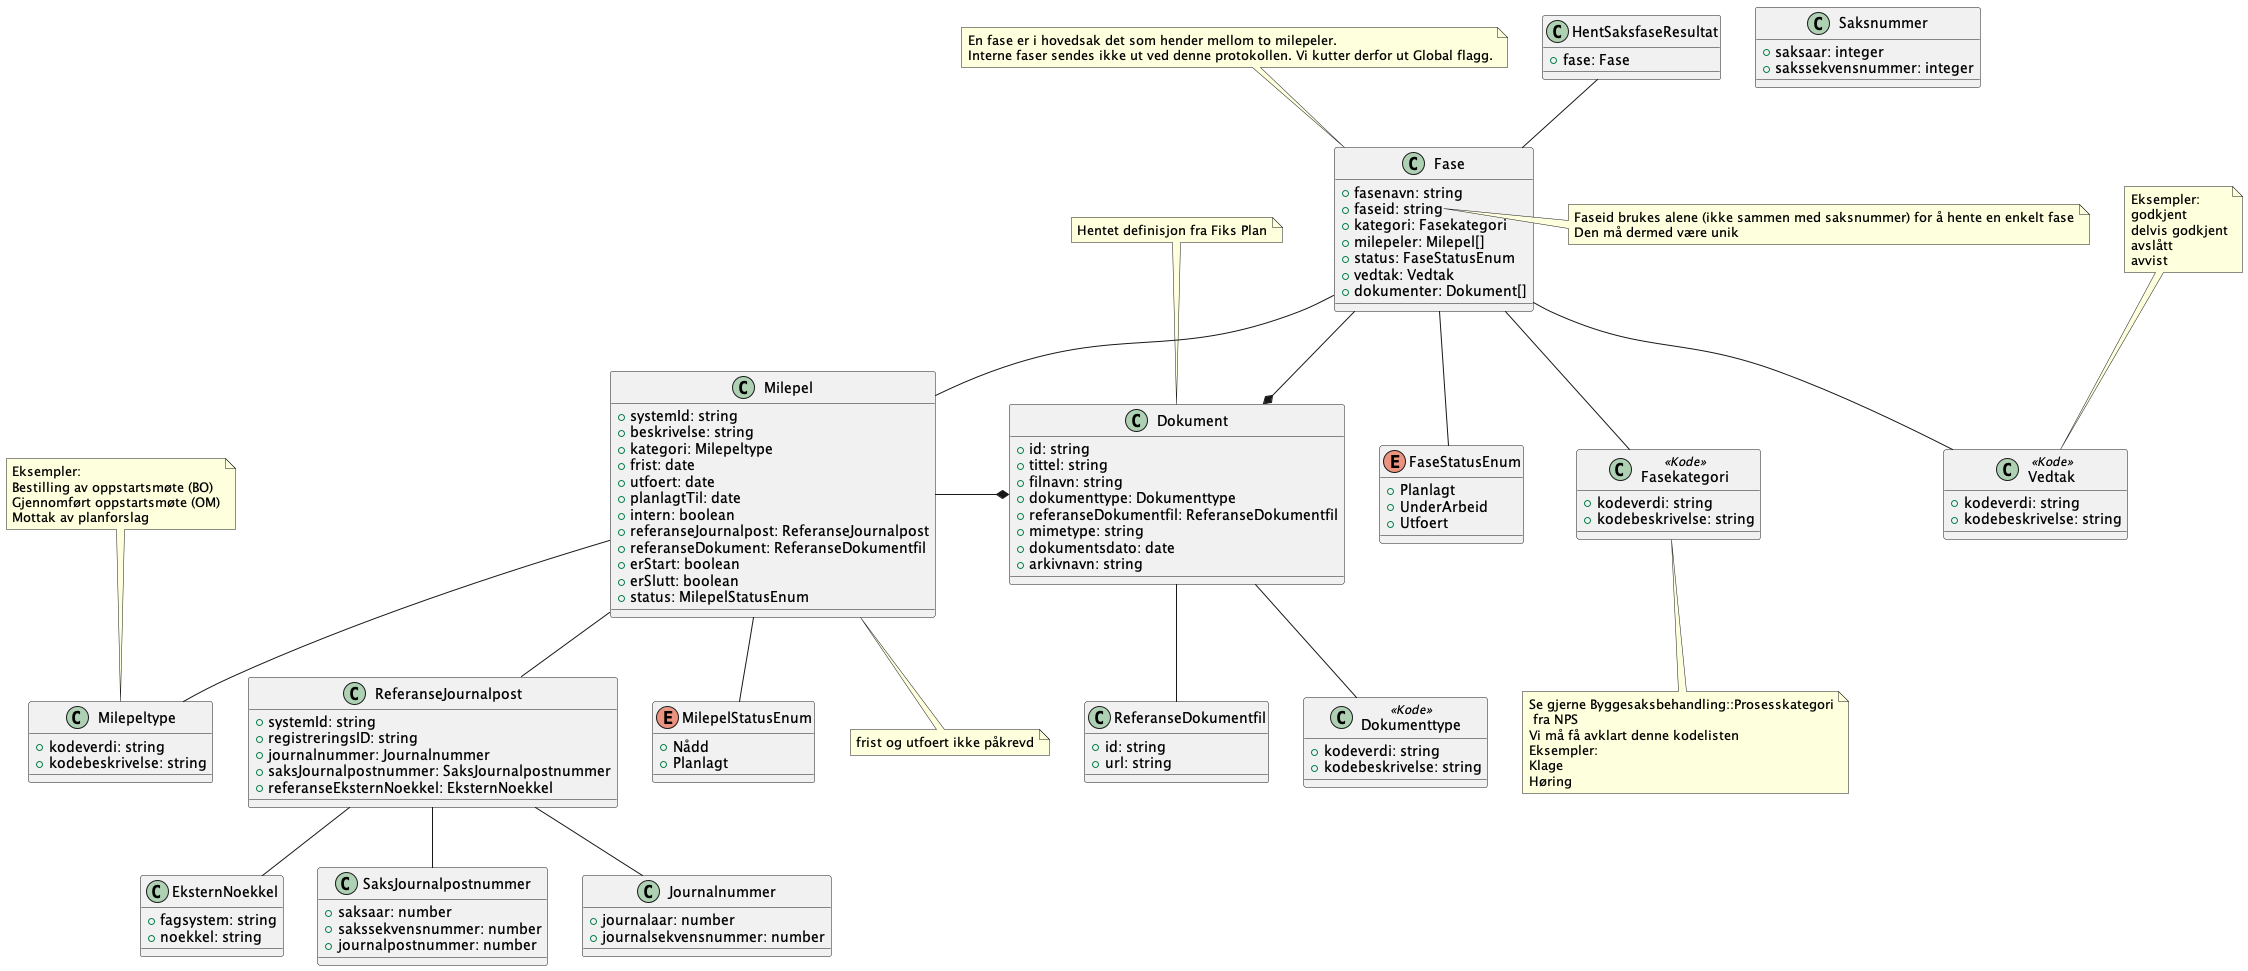 En fase er i hovedsak det som hender mellom to milepeler.
Interne faser sendes ikke ut ved denne protokollen. Vi kutter derfor ut Global flagg.
C HentSaksfaseResultat
fase: Fase
C Saksnummer
saksaar: integer
sakssekvensnummer: integer
C Fase
fasenavn: string
faseid: string
kategori: Fasekategori
milepeler: Milepel[]
status: FaseStatusEnum
vedtak: Vedtak
dokumenter: Dokument[]
Faseid brukes alene (ikke sammen med saksnummer) for å hente en enkelt fase
Den må dermed være unik
Eksempler:
godkjent
delvis godkjent
avslått
avvist
Hentet definisjon fra Fiks Plan
C Milepel
systemId: string
beskrivelse: string
kategori: Milepeltype
frist: date
utfoert: date
planlagtTil: date
intern: boolean
referanseJournalpost: ReferanseJournalpost
referanseDokument: ReferanseDokumentfil
erStart: boolean
erSlutt: boolean
status: MilepelStatusEnum
C Dokument
id: string
tittel: string
filnavn: string
dokumenttype: Dokumenttype
referanseDokumentfil: ReferanseDokumentfil
mimetype: string
dokumentsdato: date
arkivnavn: string
E FaseStatusEnum
Planlagt
UnderArbeid
Utfoert
C «Kode»
Fasekategori
kodeverdi: string
kodebeskrivelse: string
C «Kode»
Vedtak
kodeverdi: string
kodebeskrivelse: string
Eksempler:
Bestilling av oppstartsmøte (BO)
Gjennomført oppstartsmøte (OM)
Mottak av planforslag
C Milepeltype
kodeverdi: string
kodebeskrivelse: string
C ReferanseJournalpost
systemId: string
registreringsID: string
journalnummer: Journalnummer
saksJournalpostnummer: SaksJournalpostnummer
referanseEksternNoekkel: EksternNoekkel
E MilepelStatusEnum
Nådd
Planlagt
frist og utfoert ikke påkrevd
C ReferanseDokumentfil
id: string
url: string
C «Kode»
Dokumenttype
kodeverdi: string
kodebeskrivelse: string
Se gjerne Byggesaksbehandling::Prosesskategori
fra NPS
Vi må få avklart denne kodelisten
Eksempler:
Klage
Høring
C EksternNoekkel
fagsystem: string
noekkel: string
C SaksJournalpostnummer
saksaar: number
sakssekvensnummer: number
journalpostnummer: number
C Journalnummer
journalaar: number
journalsekvensnummer: number